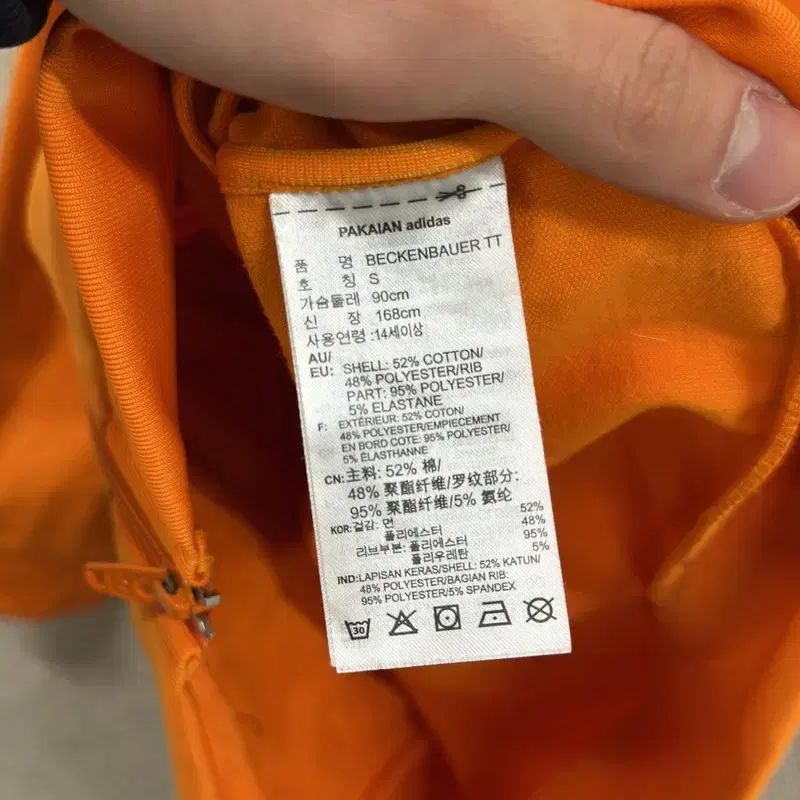 PAKAIAN adidas
품 명 BECKENBAUER TT
호 칭 S
가슴둘레 90cm
신 장 168cm
사용연령 :14세이상
AU/
EU: SHELL: 52% COTTON/
48% POLYESTER/RIB
PART: 95% POLYESTER/
5% ELASTANE
F: EXTÉRIEUR: 52% COTON/
48% POLYESTER/EMPIECEMENT
EN BORD COTE: 95% POLYESTER/
5% ÉLASTHANNE
CN: 主料: 52% 棉/
48% 聚酯纤维/罗纹部分:
95% 聚酯纤维/5% 氨纶
KOR: 겉감: 면 52%
폴리에스터 48%
리브부분: 폴리에스터 95%
폴리우레탄 5%
IND: LAPISAN KERAS/SHELL: 52% KATUN/
48% POLYESTER/BAGIAN RIB:
95% POLYESTER/5% SPANDEX
30